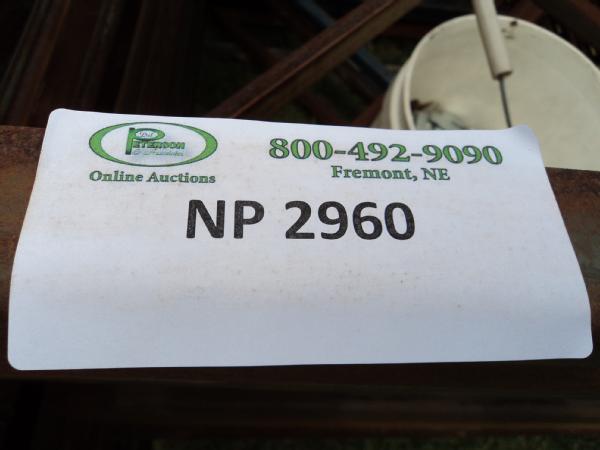 PETERSON
Online Auctions
800-492-9090
Fremont, NE
NP 2960